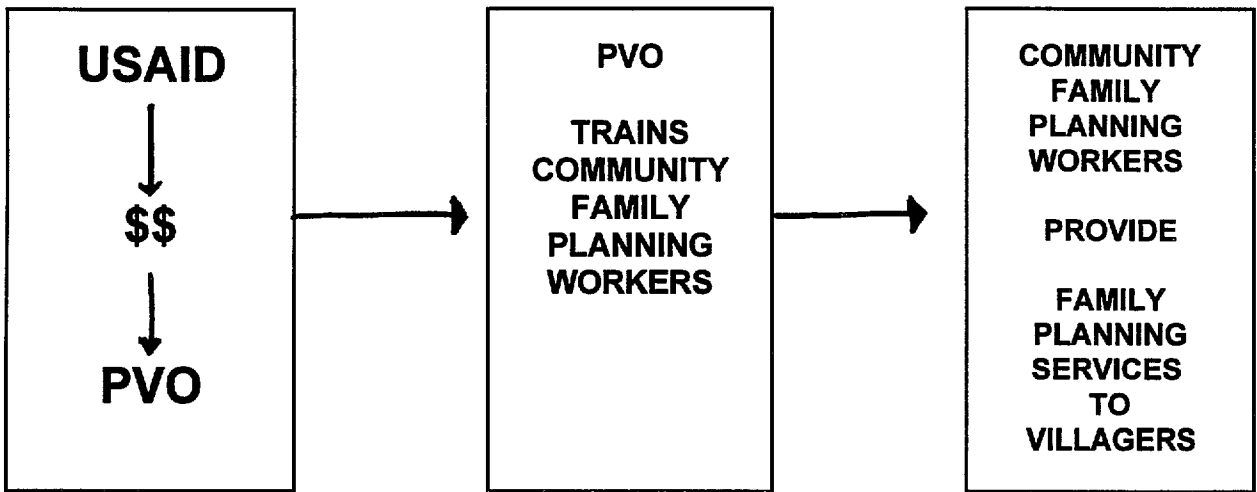 USAID
$$
PVO
PVO
TRAINS
COMMUNITY
FAMILY
PLANNING
WORKERS
COMMUNITY
FAMILY
PLANNING
WORKERS
PROVIDE
FAMILY
PLANNING
SERVICES
TO
VILLAGERS